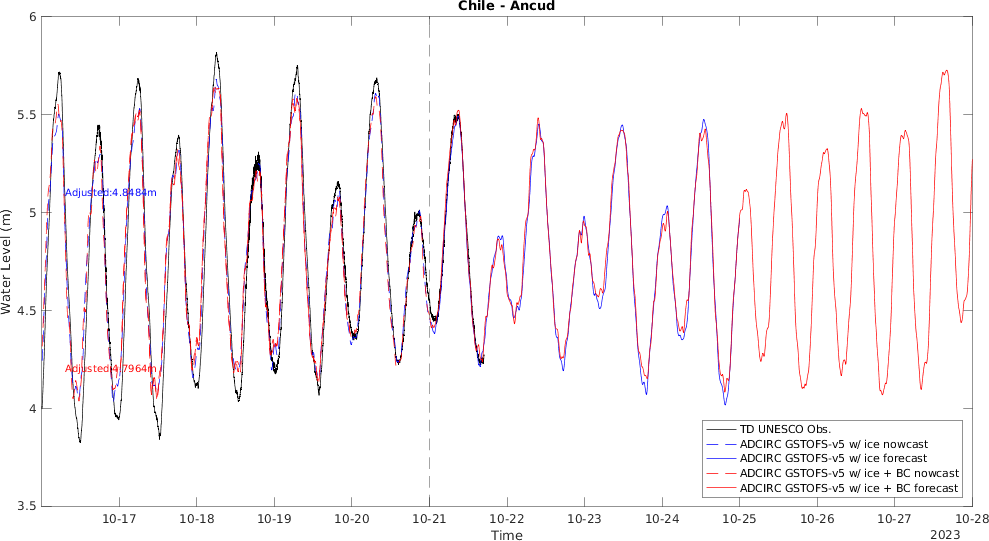 Chile - Ancud
6
5.5
5
4.5
4
3.5
Water Level (m)
Adjusted:4.8484m
Adjusted:4.7964m
TD UNESCO Obs.
ADCIRC GSTOFS-v5 w/ ice nowcast
ADCIRC GSTOFS-v5 w/ ice forecast
ADCIRC GSTOFS-v5 w/ ice + BC nowcast
ADCIRC GSTOFS-v5 w/ ice + BC forecast
10-17 10-18 10-19 10-20 10-21 10-22 10-23 10-24 10-25 10-26 10-27 10-28
Time
2023